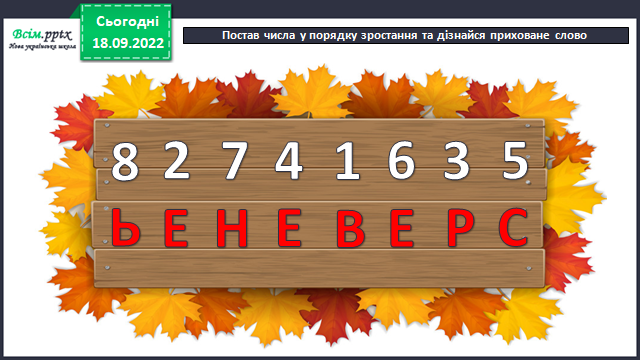 Всім.pptx
Нова українська школа
Сьогодні
18.09.2022
Постав числа у порядку зростання та дізнайся приховане слово
8 2 7 4 1 6 3 5
Ь Е Н Е В Е Р С